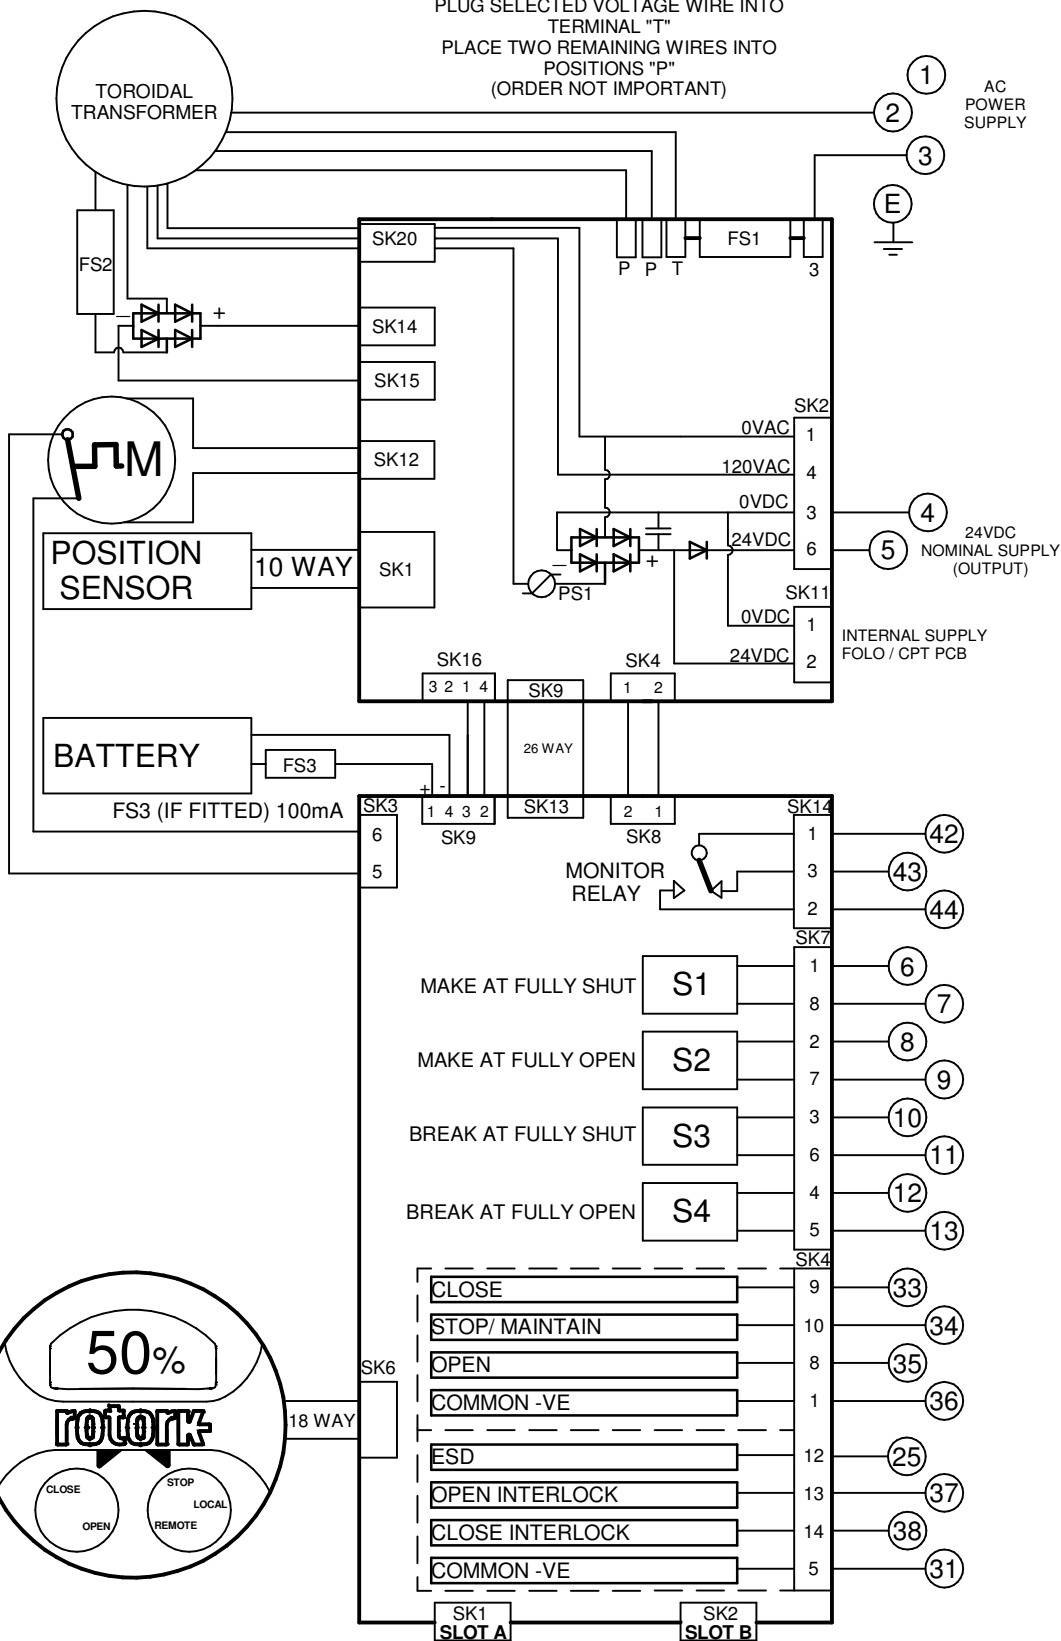 PLUG SELECTED VOLTAGE WIRE INTO
TERMINAL "T"
PLACE TWO REMAINING WIRES INTO
POSITIONS "P"
(ORDER NOT IMPORTANT)
TOROIDAL
TRANSFORMER
1
2
3
E
AC
POWER
SUPPLY
FS2
SK20
P P T
FS1
3
– +
SK14
SK15
M
SK12
POSITION
SENSOR
10 WAY
SK1
SK2
0VAC 1
120VAC 4
0VDC 3
24VDC 6
4
5
24VDC
NOMINAL SUPPLY
(OUTPUT)
– +
PS1
SK11
0VDC 1
24VDC 2
INTERNAL SUPPLY
FOLO / CPT PCB
SK16
3 2 1 4
SK9
SK4
1 2
BATTERY
FS3
26 WAY
FS3 (IF FITTED) 100mA
+ -
SK3
6
5
1 4 3 2
SK9
SK13
2 1
SK8
SK14
MONITOR
RELAY
1 42
3 43
2 44
SK7
MAKE AT FULLY SHUT S1
1 6
8 7
MAKE AT FULLY OPEN S2
2 8
7 9
BREAK AT FULLY SHUT S3
3 10
6 11
BREAK AT FULLY OPEN S4
4 12
5 13
SK4
CLOSE 9 33
STOP/ MAINTAIN 10 34
OPEN 8 35
COMMON -VE 1 36
ESD 12 25
OPEN INTERLOCK 13 37
CLOSE INTERLOCK 14 38
COMMON -VE 5 31
50%
rotork
CLOSE
OPEN
STOP
LOCAL
REMOTE
18 WAY
SK6
SK1
SLOT A
SK2
SLOT B